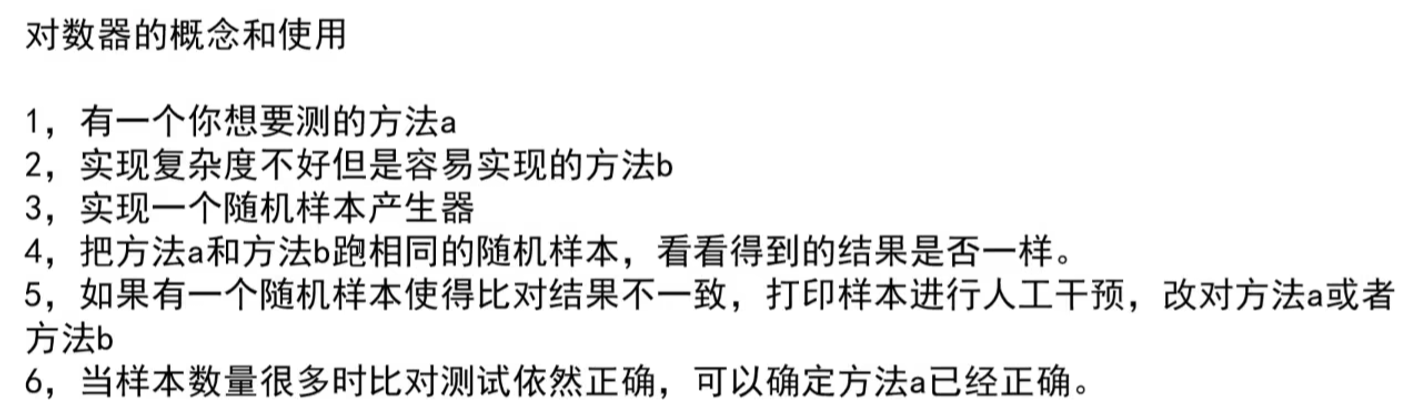 对数器的概念和使用
1，有一个你想要测的方法a
2，实现复杂度不好但是容易实现的方法b
3，实现一个随机样本产生器
4，把方法a和方法b跑相同的随机样本，看看得到的结果是否一样。
5，如果有一个随机样本使得比对结果不一致，打印样本进行人工干预，改对方法a或者
方法b
6，当样本数量很多时比对测试依然正确，可以确定方法a已经正确。